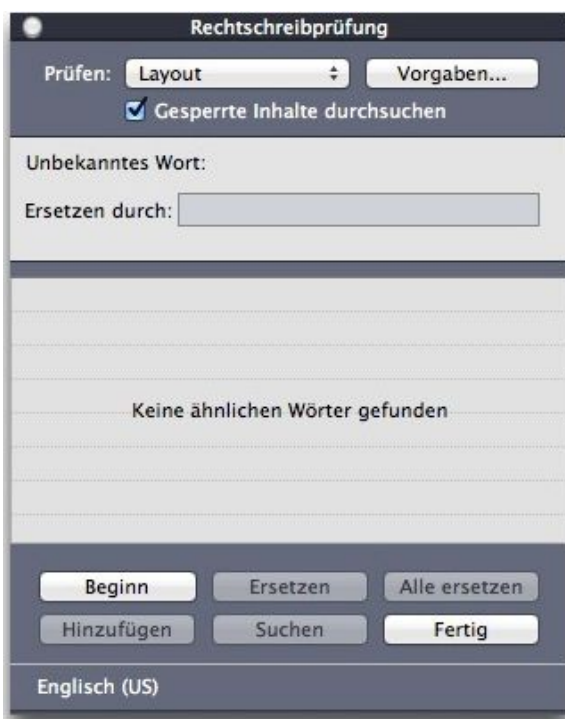 Rechtschreibprüfung
Prüfen: Layout Vorgaben...
Gesperrte Inhalte durchsuchen
Unbekanntes Wort:
Ersetzen durch:
Keine ähnlichen Wörter gefunden
Beginn Ersetzen Alle ersetzen
Hinzufügen Suchen Fertig
Englisch (US)